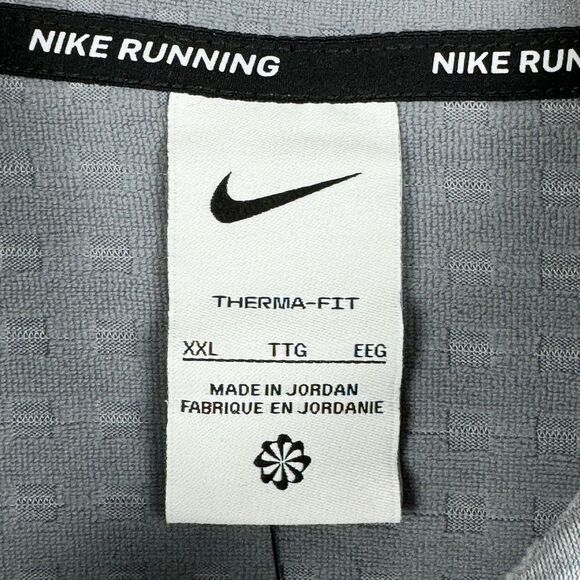 NIKE RUNNING NIKE RUN
THERMA-FIT
XXL TTG EEG
MADE IN JORDAN
FABRIQUE EN JORDANIE